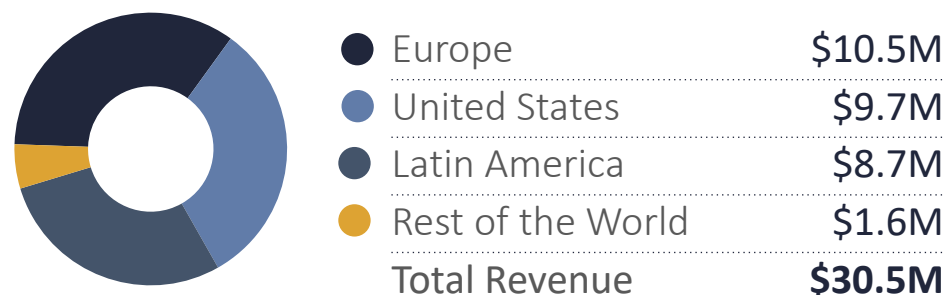 Europe $10.5M
United States $9.7M
Latin America $8.7M
Rest of the World $1.6M
Total Revenue $30.5M